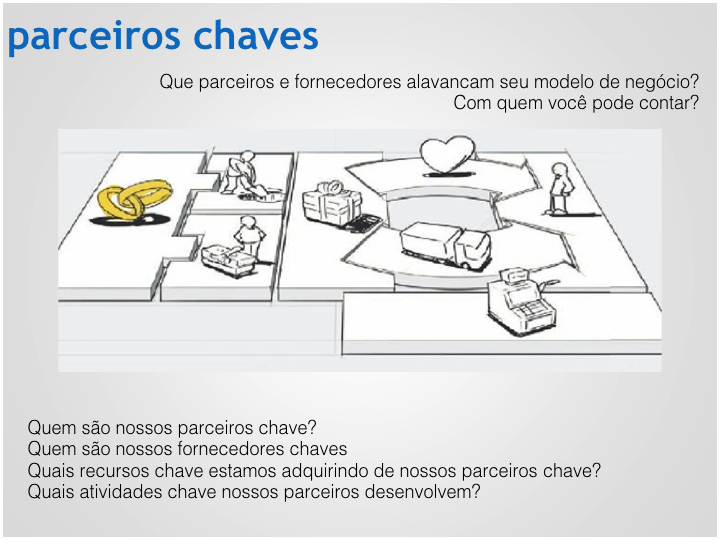 parceiros chaves
Que parceiros e fornecedores alavancam seu modelo de negócio?
Com quem você pode contar?
Quem são nossos parceiros chave?
Quem são nossos fornecedores chaves
Quais recursos chave estamos adquirindo de nossos parceiros chave?
Quais atividades chave nossos parceiros desenvolvem?